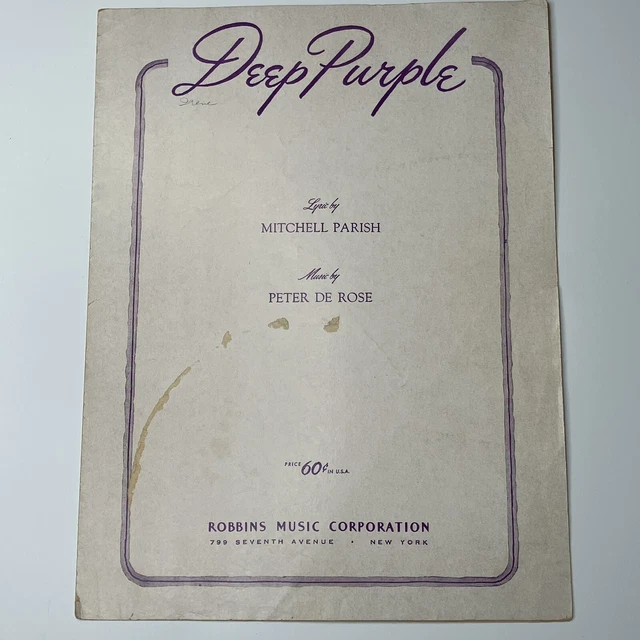 Deep Purple
Irene
Lyric by
MITCHELL PARISH
Music by
PETER DE ROSE
PRICE 60¢ IN U.S.A.
ROBBINS MUSIC CORPORATION
799 SEVENTH AVENUE • NEW YORK